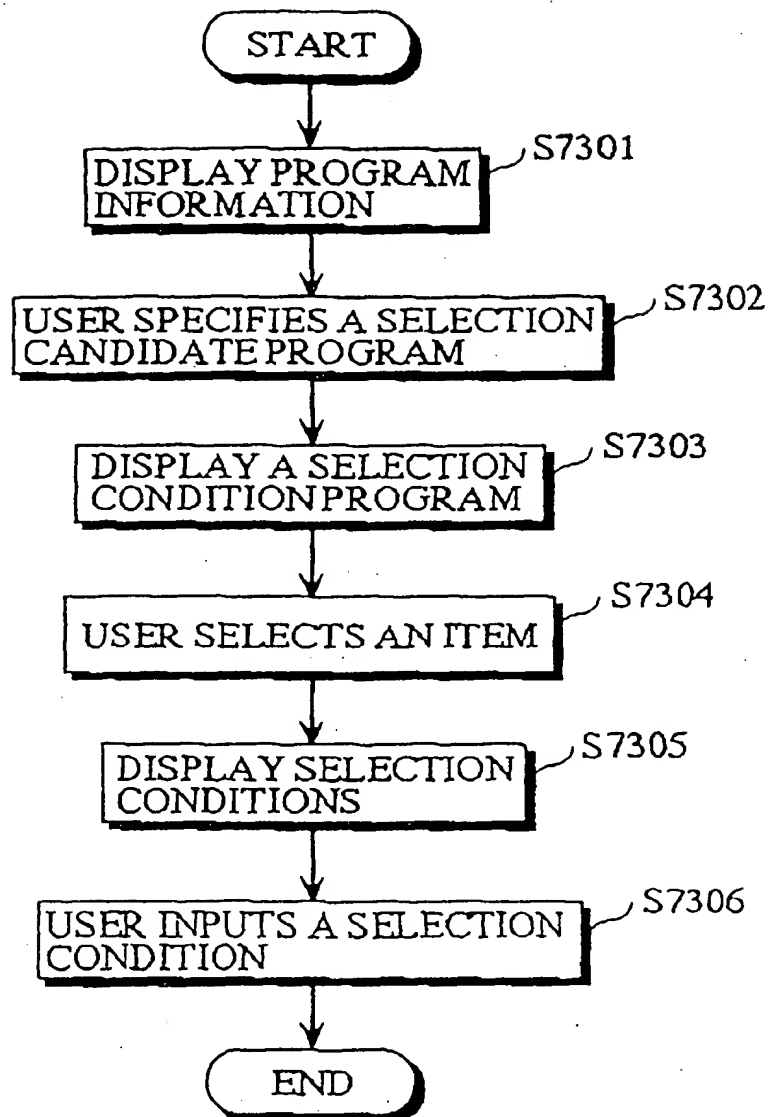 START
S7301
DISPLAY PROGRAM
INFORMATION
S7302
USER SPECIFIES A SELECTION
CANDIDATE PROGRAM
S7303
DISPLAY A SELECTION
CONDITION PROGRAM
S7304
USER SELECTS AN ITEM
S7305
DISPLAY SELECTION
CONDITIONS
S7306
USER INPUTS A SELECTION
CONDITION
END